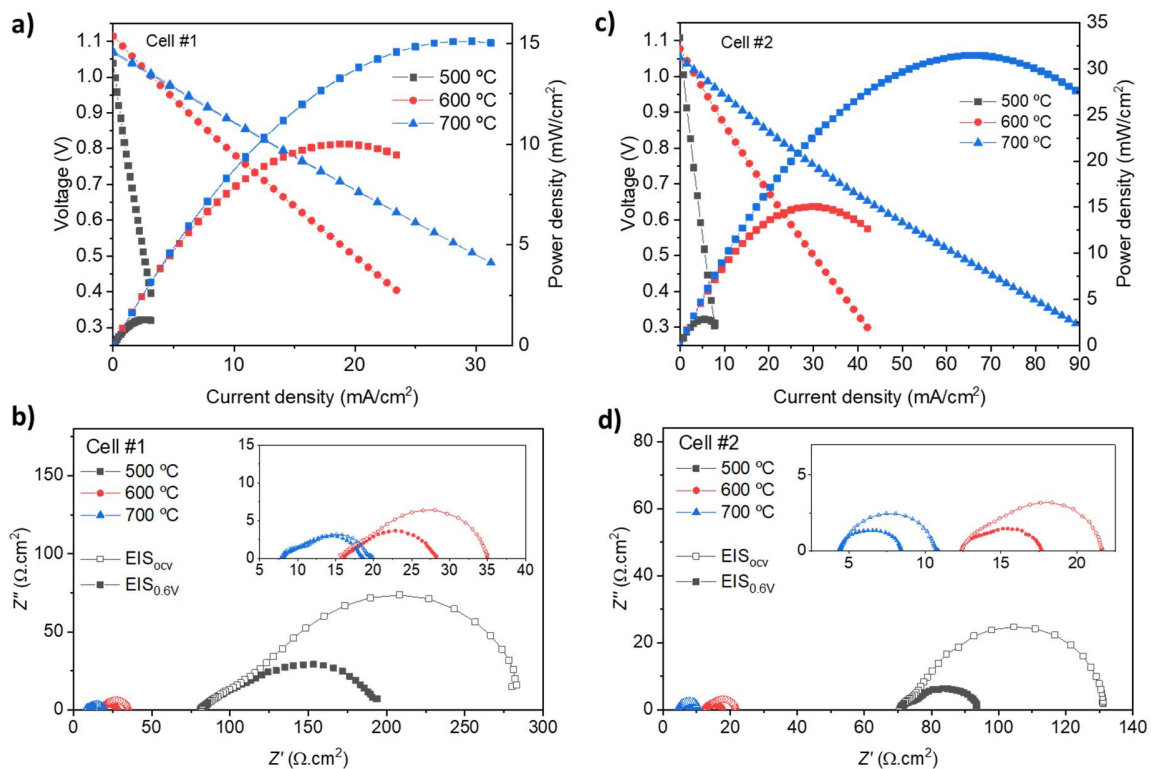 a)
Cell #1
500 ºC
600 ºC
700 ºC
Voltage (V)
1.1
1.0
0.9
0.8
0.7
0.6
0.5
0.4
0.3
15
10
5
0
Power density (mW/cm²)
0 10 20 30
Current density (mA/cm²)
c)
Cell #2
500 ºC
600 ºC
700 ºC
Voltage (V)
1.1
1.0
0.9
0.8
0.7
0.6
0.5
0.4
0.3
35
30
25
20
15
10
5
0
Power density (mW/cm²)
0 10 20 30 40 50 60 70 80 90
Current density (mA/cm²)
b)
Cell #1
500 ºC
600 ºC
700 ºC
EIS_ocv
EIS_0.6V
Z" (Ω.cm²)
175
150
125
100
75
50
25
0
0 50 100 150 200 250 300
Z' (Ω.cm²)
15
10
5
0
5 10 15 20 25 30 35 40
d)
Cell #2
500 ºC
600 ºC
700 ºC
EIS_ocv
EIS_0.6V
Z" (Ω.cm²)
80
60
40
20
0
0 20 40 60 80 100 120 140
Z' (Ω.cm²)
5
0
5 10 15 20